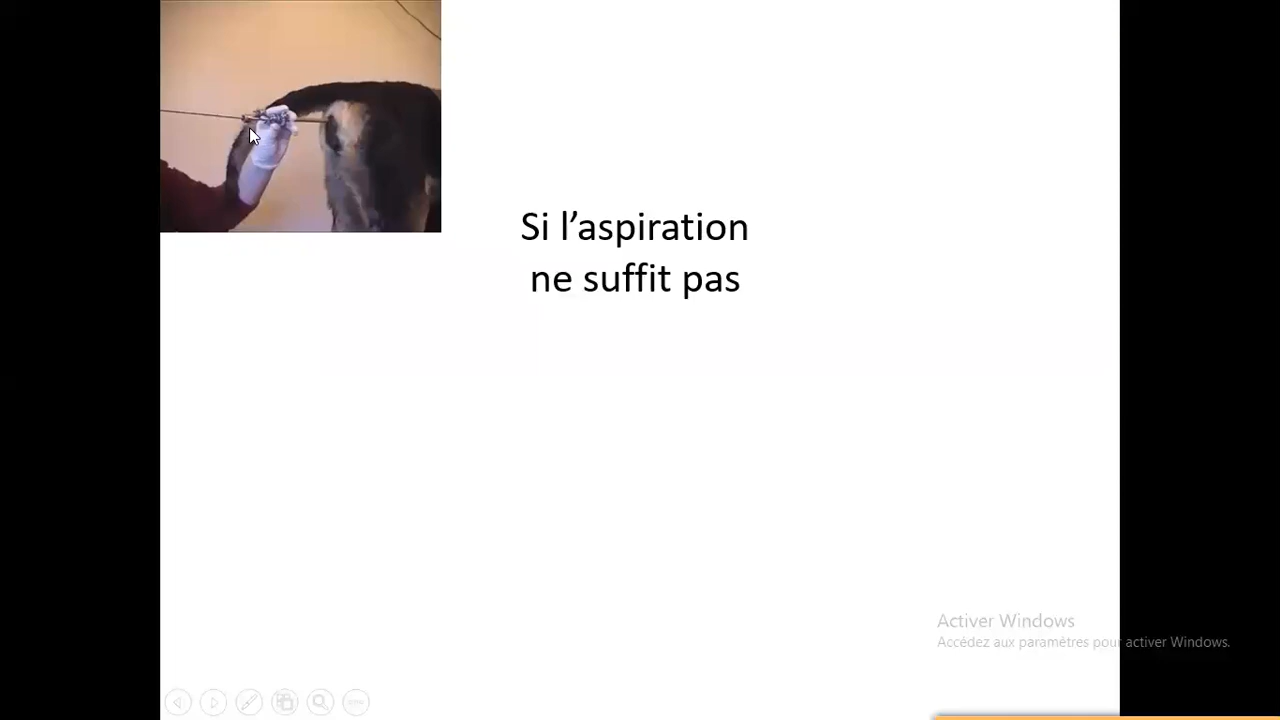 Si l’aspiration
ne suffit pas
Activer Windows
Accédez aux paramètres pour activer Windows.